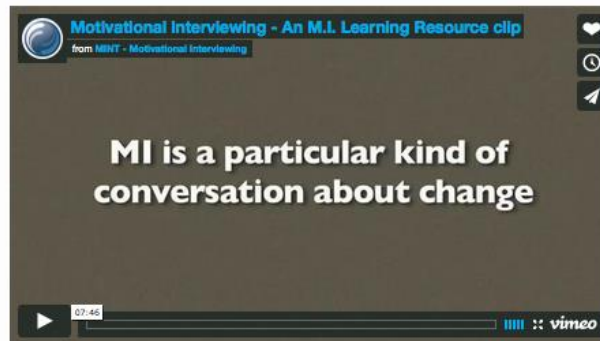 Motivational Interviewing - An M.I. Learning Resource clip
from MINT - Motivational Interviewing
MI is a particular kind of
conversation about change
07:46
vimeo